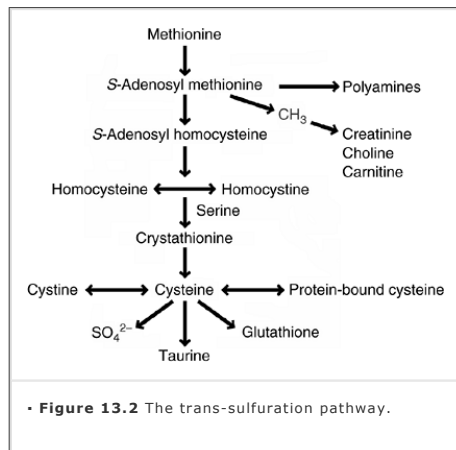 Methionine
S-Adenosyl methionine
Polyamines
CH3
S-Adenosyl homocysteine
Creatinine
Choline
Carnitine
Homocysteine
Homocystine
Serine
Crystathionine
Cystine
Cysteine
Protein-bound cysteine
SO4²⁻
Glutathione
Taurine
▪ Figure 13.2 The trans-sulfuration pathway.